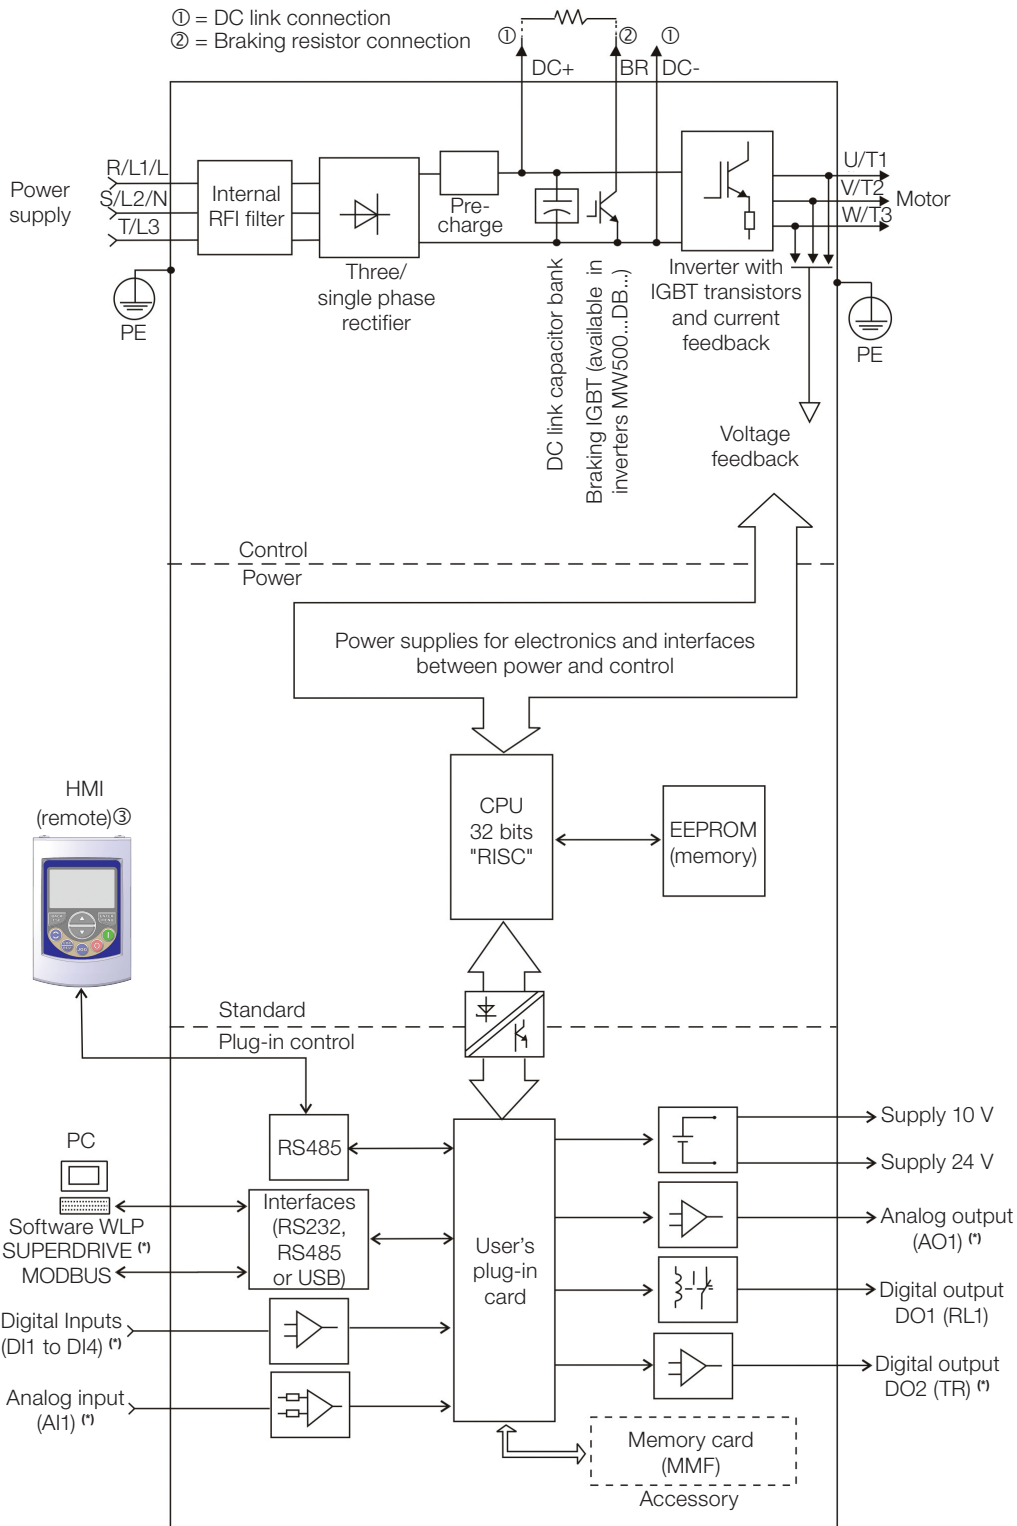 ① = DC link connection
② = Braking resistor connection
① ② ①
DC+ BR DC-
Power
supply
R/L1/L
S/L2/N
T/L3
Internal
RFI filter
Pre-
charge
U/T1
V/T2
W/T3
Motor
PE
Three/
single phase
rectifier
DC link capacitor bank
Braking IGBT (available in
inverters MW500...DB...)
Inverter with
IGBT transistors
and current
feedback
PE
Voltage
feedback
Control
Power
Power supplies for electronics and interfaces
between power and control
HMI
(remote)③
CPU
32 bits
"RISC"
EEPROM
(memory)
Standard
Plug-in control
PC
Software WLP
SUPERDRIVE (*)
MODBUS
RS485
Interfaces
(RS232,
RS485
or USB)
Digital Inputs
(DI1 to DI4) (*)
Analog input
(AI1) (*)
User's
plug-in
card
Supply 10 V
Supply 24 V
Analog output
(AO1) (*)
Digital output
DO1 (RL1)
Digital output
DO2 (TR) (*)
Memory card
(MMF)
Accessory